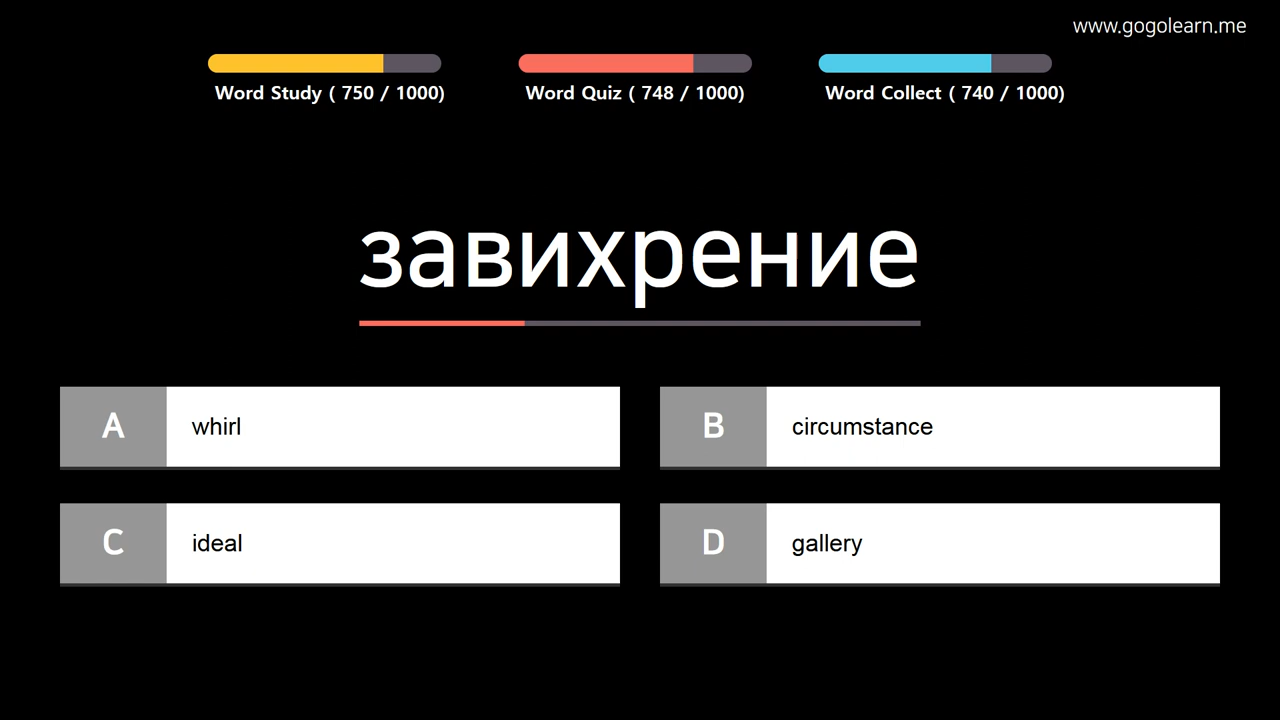 www.gogolearn.me
Word Study ( 750 / 1000)
Word Quiz ( 748 / 1000)
Word Collect ( 740 / 1000)
завихрение
A whirl
B circumstance
C ideal
D gallery